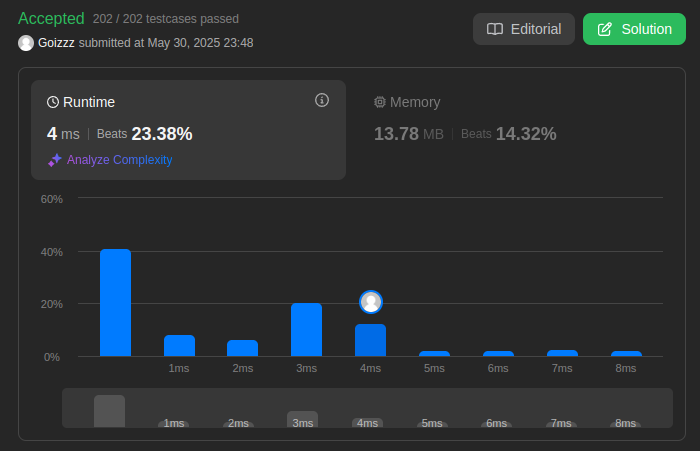 Accepted 202 / 202 testcases passed
Goizzz submitted at May 30, 2025 23:48
Editorial
Solution
Runtime
4 ms | Beats 23.38%
Analyze Complexity
Memory
13.78 MB | Beats 14.32%
60%
40%
20%
0%
1ms 2ms 3ms 4ms 5ms 6ms 7ms 8ms
1ms 2ms 3ms 4ms 5ms 6ms 7ms 8ms